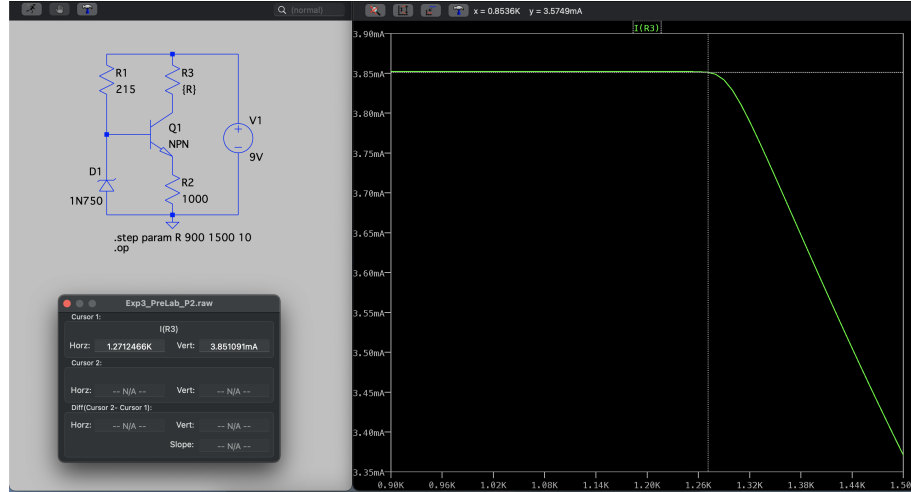 (normal)
x = 0.8536K y = 3.5749mA
R1
215
R3
{R}
Q1
NPN
V1
9V
D1
1N750
R2
1000
.step param R 900 1500 10
.op
Exp3_PreLab_P2.raw
Cursor 1:
I(R3)
Horz: 1.2712466K Vert: 3.851091mA
Cursor 2:
Horz: -- N/A -- Vert: -- N/A --
Diff(Cursor 2- Cursor 1):
Horz: -- N/A -- Vert: -- N/A --
Slope: -- N/A --
I(R3)
3.90mA
3.85mA
3.80mA
3.75mA
3.70mA
3.65mA
3.60mA
3.55mA
3.50mA
3.45mA
3.40mA
3.35mA
0.90K 0.96K 1.02K 1.08K 1.14K 1.20K 1.26K 1.32K 1.38K 1.44K 1.50